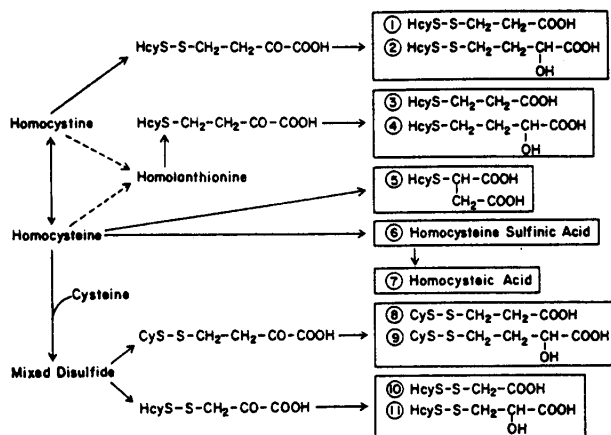 HcyS-S-CH₂-CH₂-CO-COOH
① HcyS-S-CH₂-CH₂-COOH
② HcyS-S-CH₂-CH₂-CH-COOH
OH
Homocystine
HcyS-CH₂-CH₂-CO-COOH
③ HcyS-CH₂-CH₂-COOH
④ HcyS-CH₂-CH₂-CH-COOH
OH
Homolanthionine
⑤ HcyS-CH-COOH
CH₂-COOH
Homocysteine
⑥ Homocysteine Sulfinic Acid
⑦ Homocysteic Acid
Cysteine
CyS-S-CH₂-CH₂-CO-COOH
⑧ CyS-S-CH₂-CH₂-COOH
⑨ CyS-S-CH₂-CH₂-CH-COOH
OH
Mixed Disulfide
HcyS-S-CH₂-CO-COOH
⑩ HcyS-S-CH₂-COOH
⑪ HcyS-S-CH₂-CH-COOH
OH